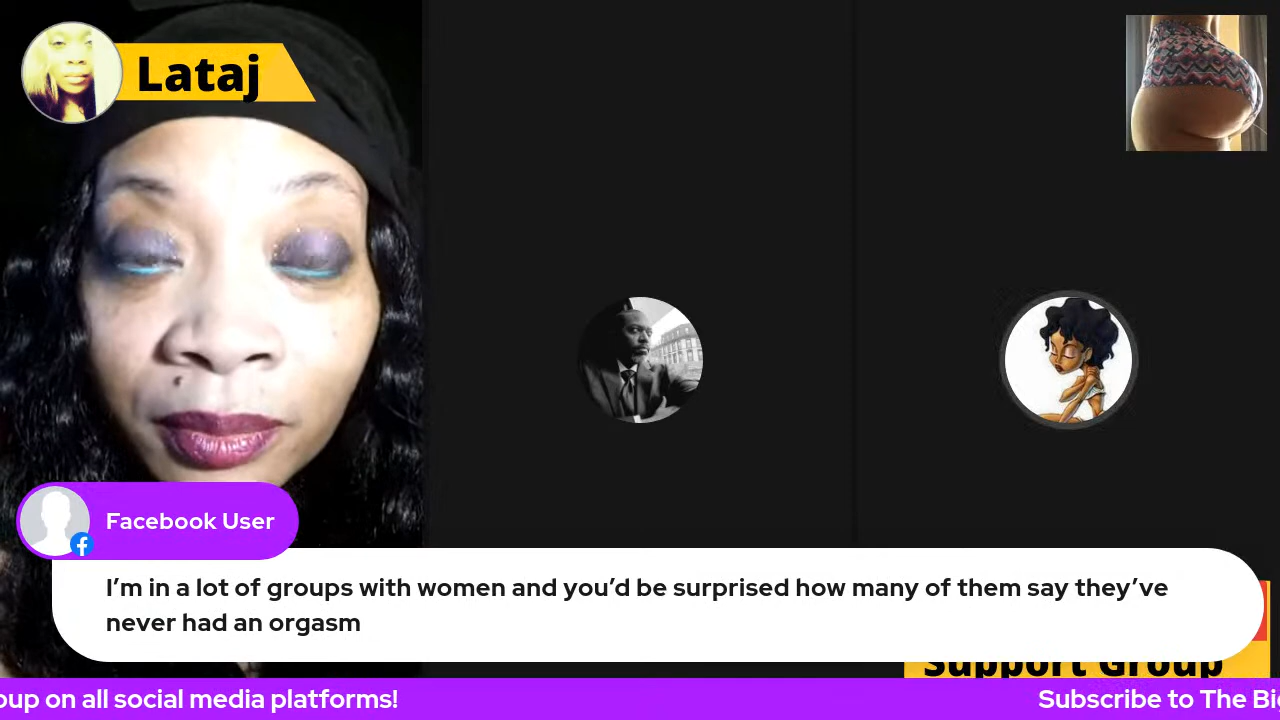 Lataj
Facebook User
I’m in a lot of groups with women and you’d be surprised how many of them say they’ve
never had an orgasm
Support Group
oup on all social media platforms!
Subscribe to The Big